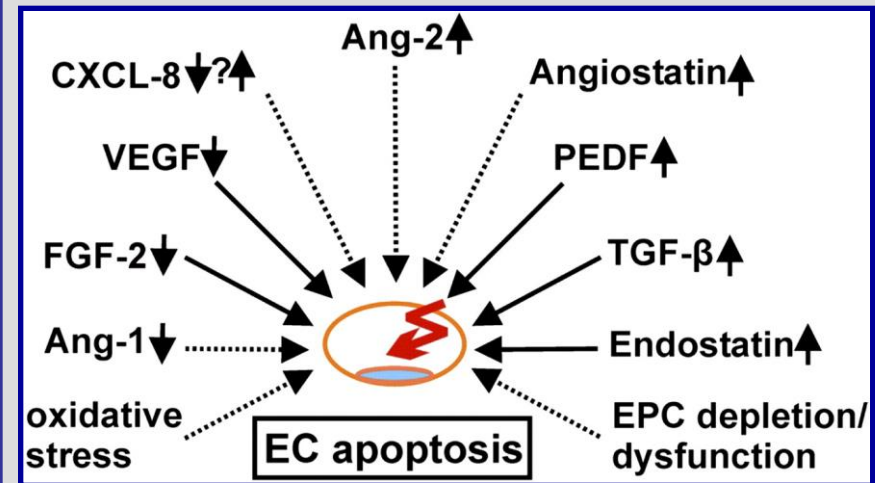 Ang-2
CXCL-8 ?
Angiostatin
VEGF
PEDF
FGF-2
TGF-β
Ang-1
Endostatin
oxidative
stress
EPC depletion/
dysfunction
EC apoptosis